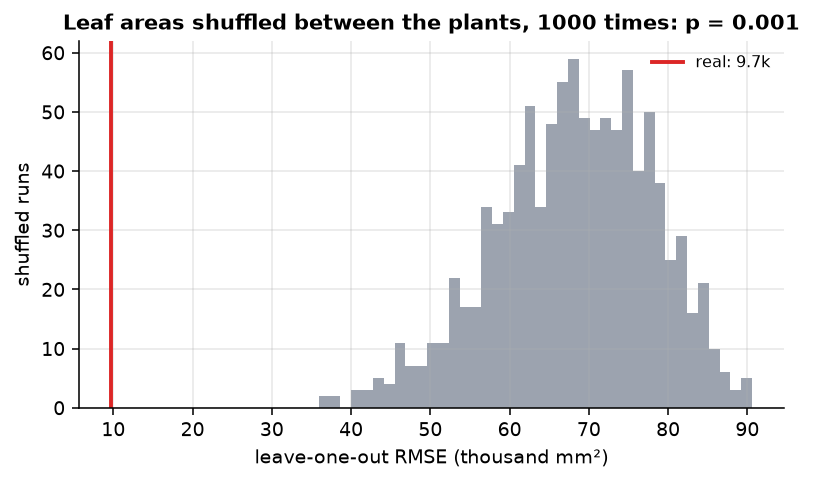 Leaf areas shuffled between the plants, 1000 times: p = 0.001
real: 9.7k
shuffled runs
60
50
40
30
20
10
0
10 20 30 40 50 60 70 80 90
leave-one-out RMSE (thousand mm²)